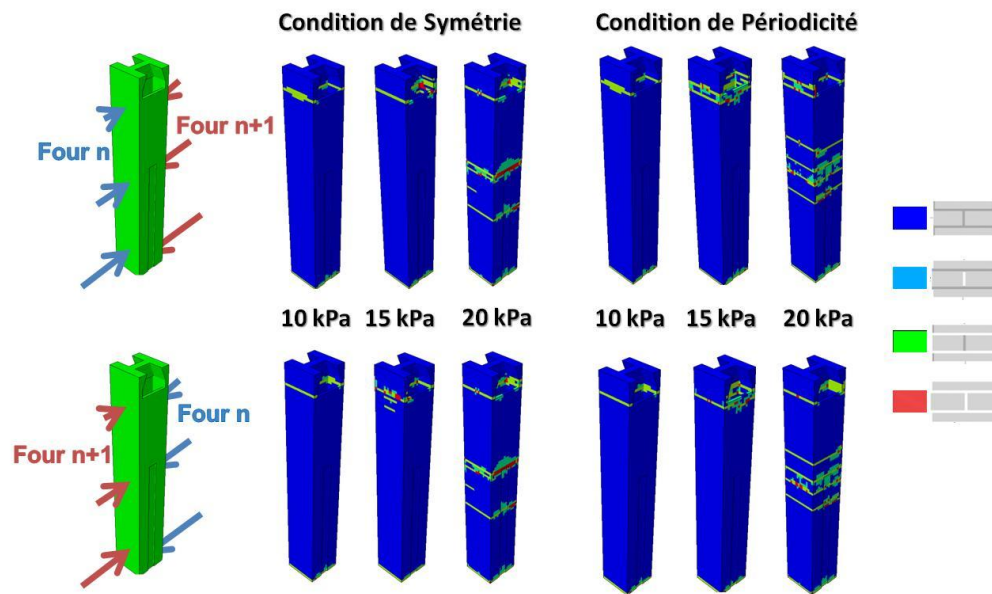 Condition de Symétrie
Condition de Périodicité
Four n+1
Four n
10 kPa 15 kPa 20 kPa
10 kPa 15 kPa 20 kPa
Four n
Four n+1